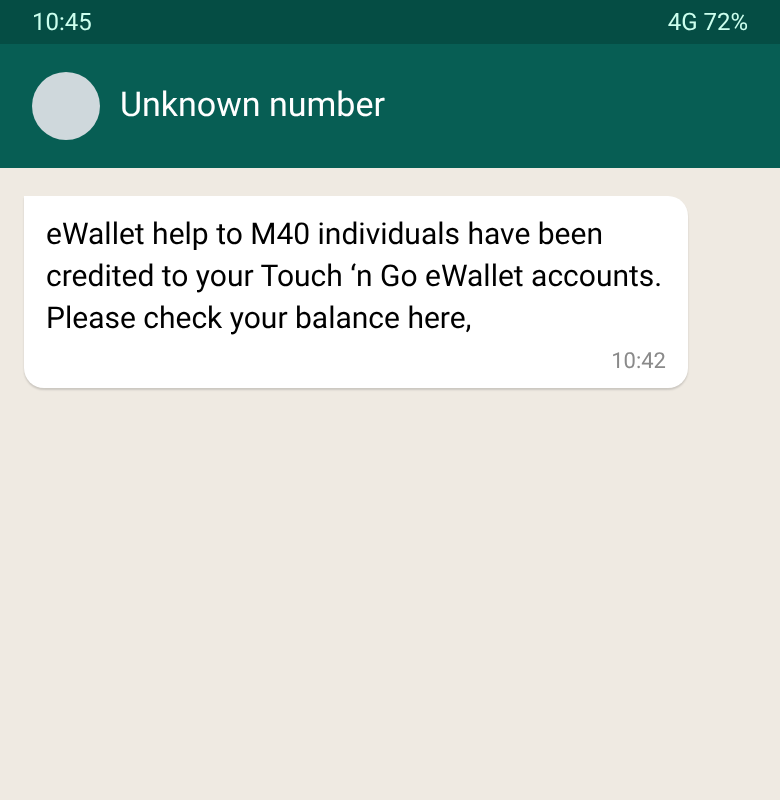 10:45
4G 72%
Unknown number
eWallet help to M40 individuals have been
credited to your Touch ‘n Go eWallet accounts.
Please check your balance here,
10:42